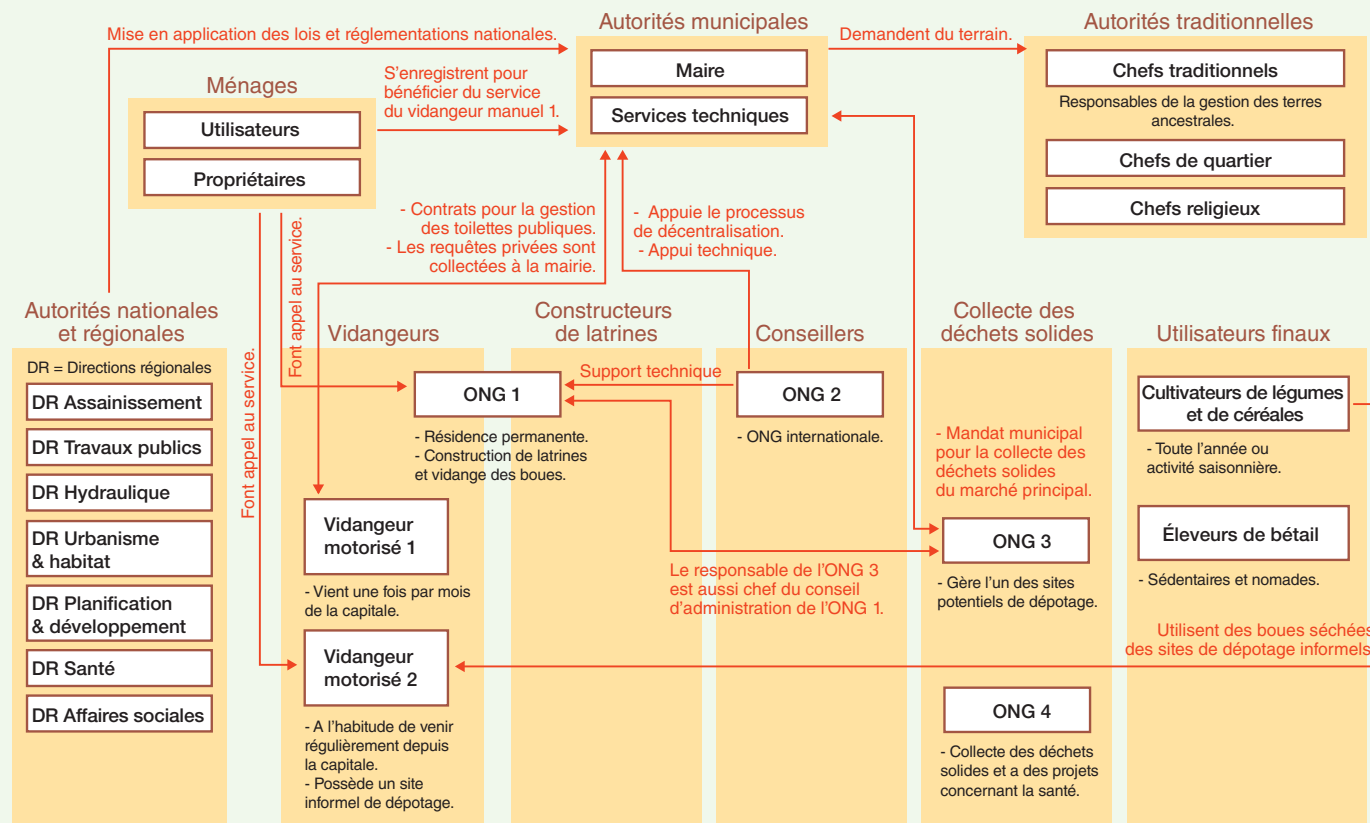 Autorités municipales
Autorités traditionnelles
Mise en application des lois et réglementations nationales.
Demandent du terrain.
Maire
Services techniques
Chefs traditionnels
Responsables de la gestion des terres
ancestrales.
Chefs de quartier
Chefs religieux
Ménages
Utilisateurs
Propriétaires
S'enregistrent pour
bénéficier du service
du vidangeur manuel 1.
- Contrats pour la gestion
des toilettes publiques.
- Les requêtes privées sont
collectées à la mairie.
- Appuie le processus
de décentralisation.
- Appui technique.
Font appel au service.
Font appel au service.
Autorités nationales
et régionales
DR = Directions régionales
DR Assainissement
DR Travaux publics
DR Hydraulique
DR Urbanisme
& habitat
DR Planification
& développement
DR Santé
DR Affaires sociales
Vidangeurs
Constructeurs
de latrines
Conseillers
ONG 1
- Résidence permanente.
- Construction de latrines
et vidange des boues.
Support technique
ONG 2
- ONG internationale.
Vidangeur
motorisé 1
- Vient une fois par mois
de la capitale.
Vidangeur
motorisé 2
- A l'habitude de venir
régulièrement depuis
la capitale.
- Possède un site
informel de dépotage.
Le responsable de l'ONG 3
est aussi chef du conseil
d'administration de l'ONG 1.
Collecte des
déchets solides
- Mandat municipal
pour la collecte des
déchets solides
du marché principal.
ONG 3
- Gère l'un des sites
potentiels de dépotage.
ONG 4
- Collecte des déchets
solides et a des projets
concernant la santé.
Utilisateurs finaux
Cultivateurs de légumes
et de céréales
- Toute l'année ou
activité saisonnière.
Éleveurs de bétail
- Sédentaires et nomades.
Utilisent des boues séchées
des sites de dépotage informels